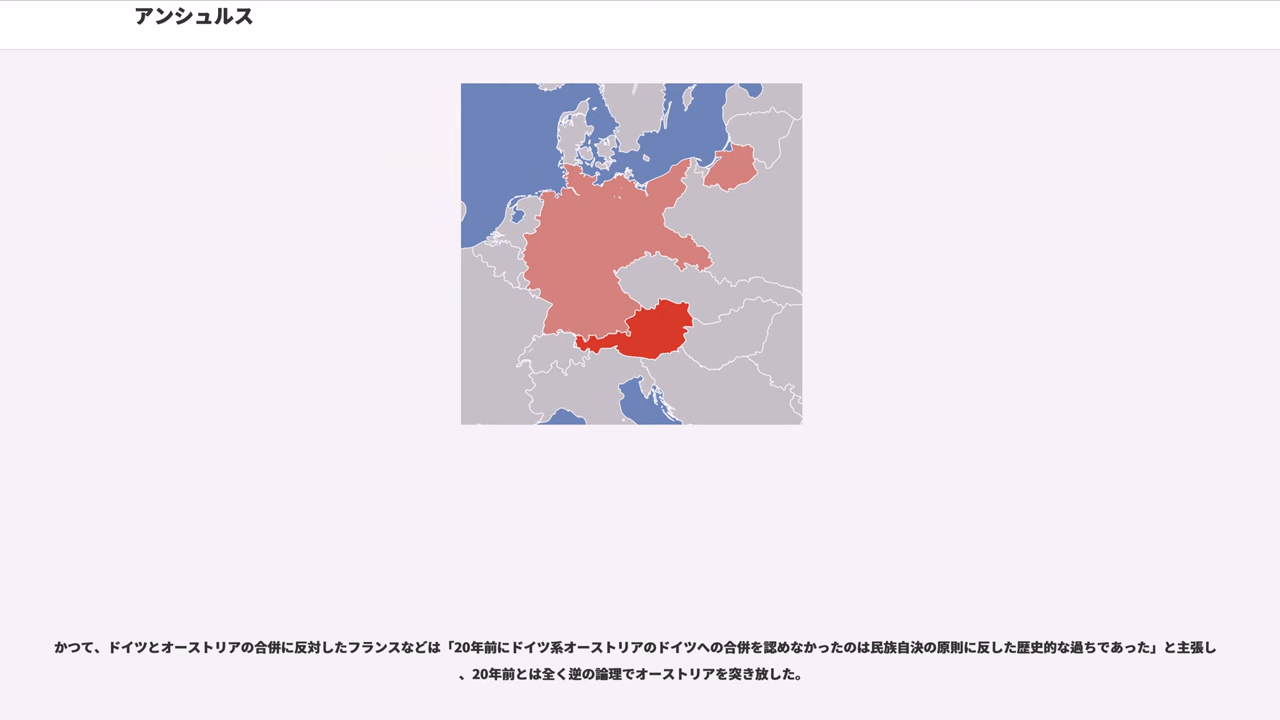 アンシュルス
かつて、ドイツとオーストリアの合併に反対したフランスなどは「20年前にドイツ系オーストリアのドイツへの合併を認めなかったのは民族自決の原則に反した歴史的な過ちであった」と主張し
、20年前とは全く逆の論理でオーストリアを突き放した。